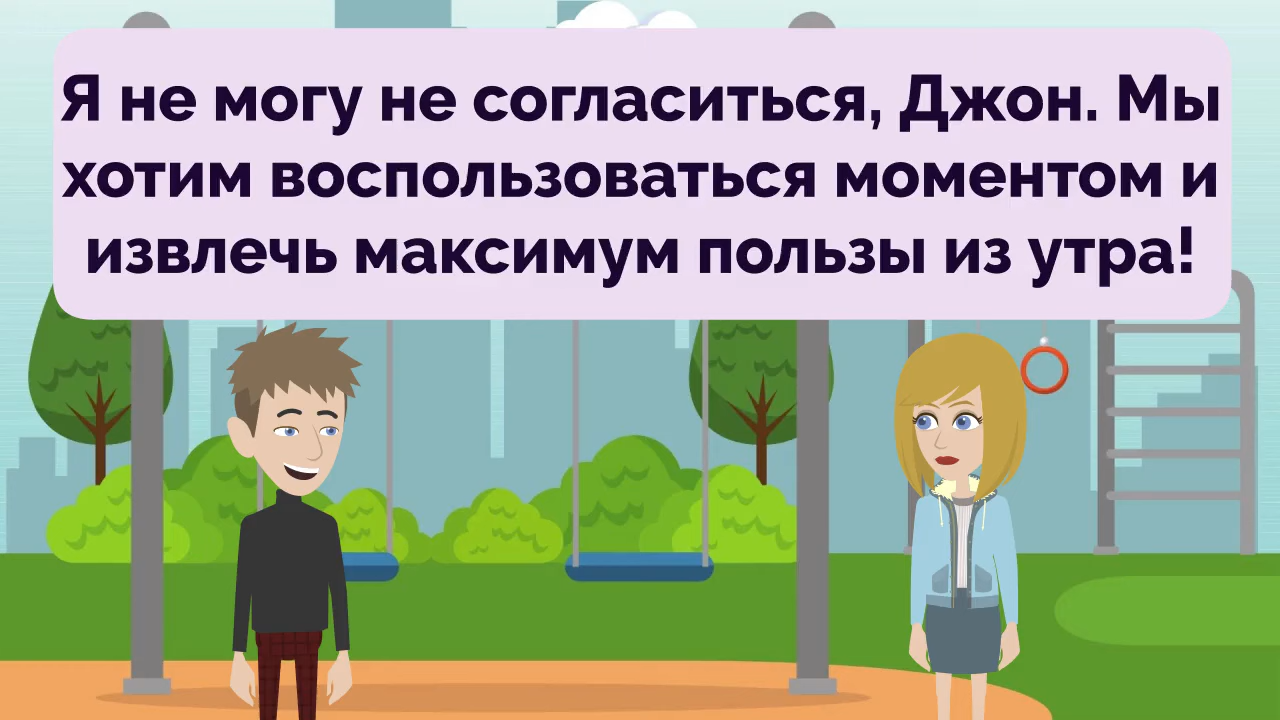 Я не могу не согласиться, Джон. Мы
хотим воспользоваться моментом и
извлечь максимум пользы из утра!